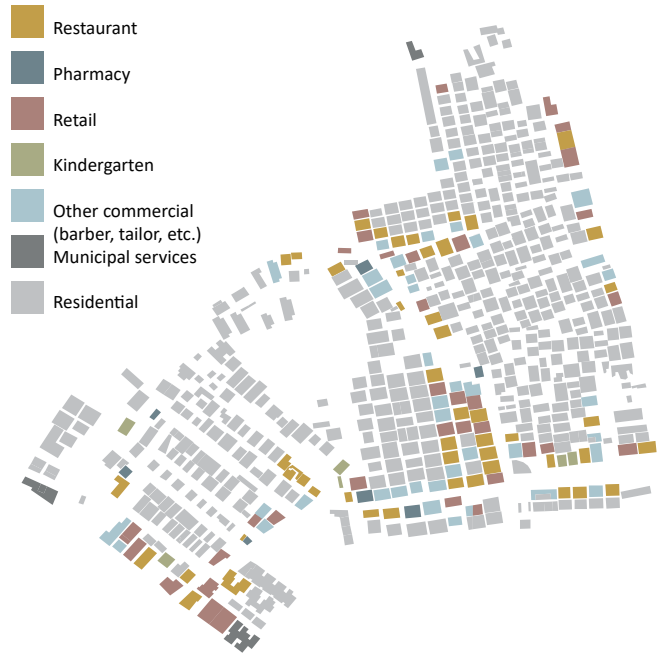 Restaurant
Pharmacy
Retail
Kindergarten
Other commercial
(barber, tailor, etc.)
Municipal services
Residential